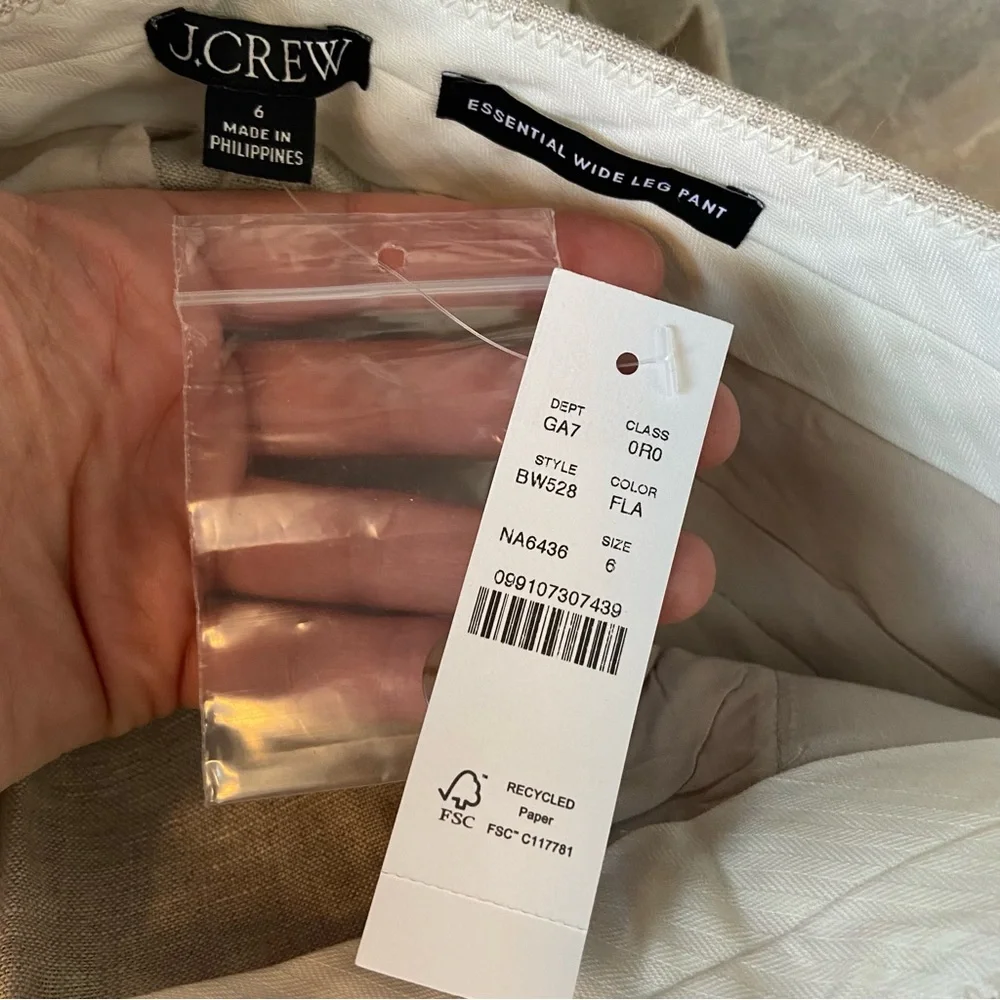 J.CREW
6
MADE IN
PHILIPPINES
ESSENTIAL WIDE LEG PANT
DEPT
GA7
CLASS
0R0
STYLE
BW528
COLOR
FLA
NA6436
SIZE
6
099107307439
FSC™
RECYCLED
Paper
FSC™ C117781